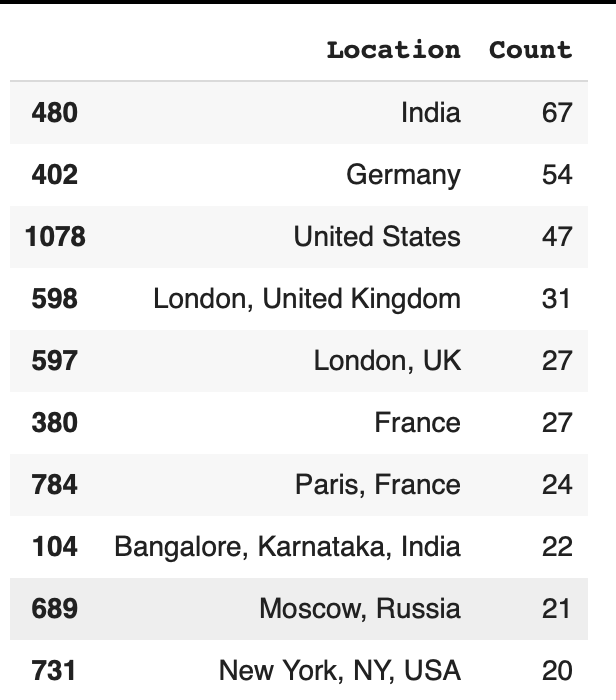 Location Count
480 India 67
402 Germany 54
1078 United States 47
598 London, United Kingdom 31
597 London, UK 27
380 France 27
784 Paris, France 24
104 Bangalore, Karnataka, India 22
689 Moscow, Russia 21
731 New York, NY, USA 20